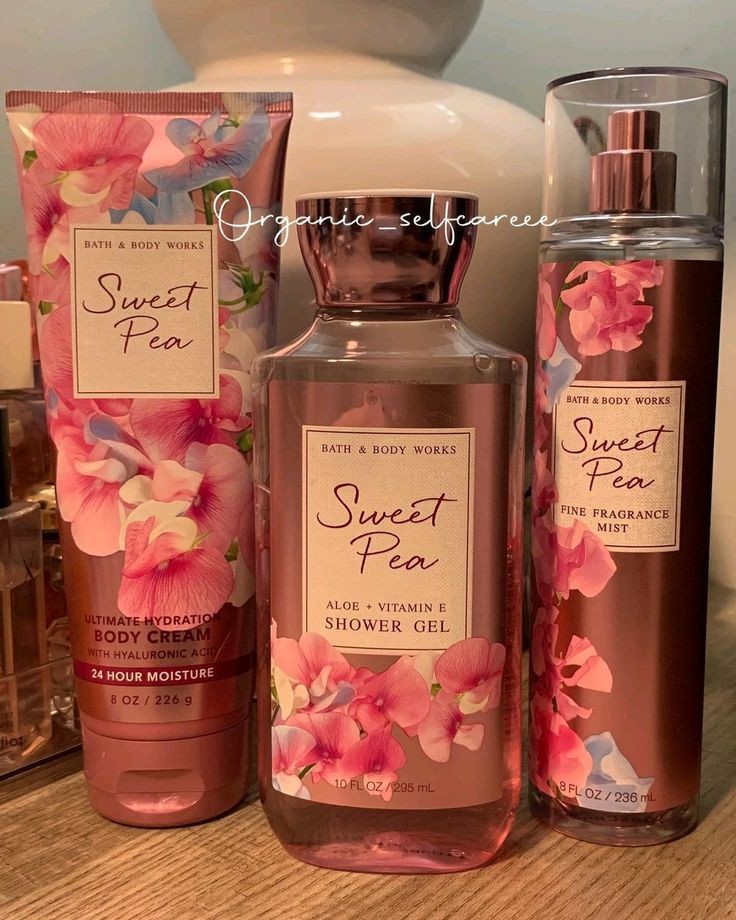 Organic_selfcareee
BATH & BODY WORKS
Sweet
Pea
ULTIMATE HYDRATION
BODY CREAM
WITH HYALURONIC ACID
24 HOUR MOISTURE
8 OZ / 226 g
BATH & BODY WORKS
Sweet
Pea
ALOE + VITAMIN E
SHOWER GEL
10 FL OZ / 295 mL
BATH & BODY WORKS
Sweet
Pea
FINE FRAGRANCE
MIST
8 FL OZ / 236 mL